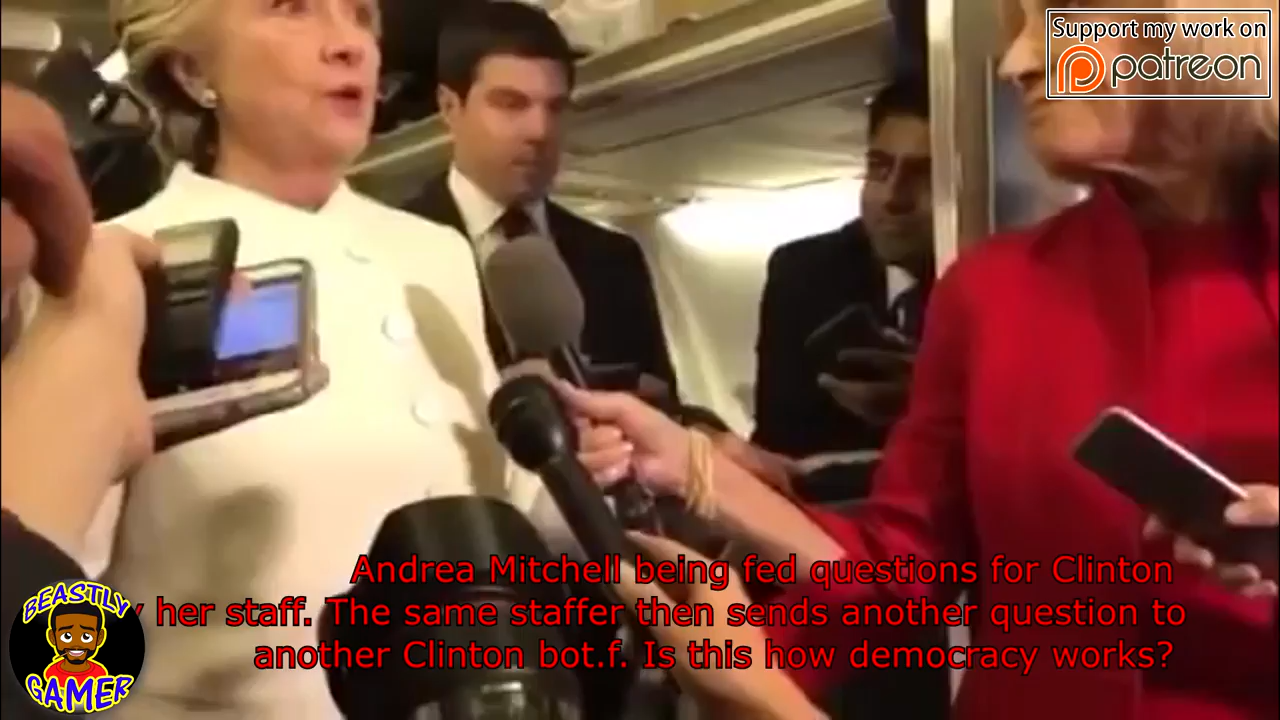 Support my work on
patreon
Andrea Mitchell being fed questions for Clinton
her staff. The same staffer then sends another question to
another Clinton bot.f. Is this how democracy works?
BEASTLY
GAMER